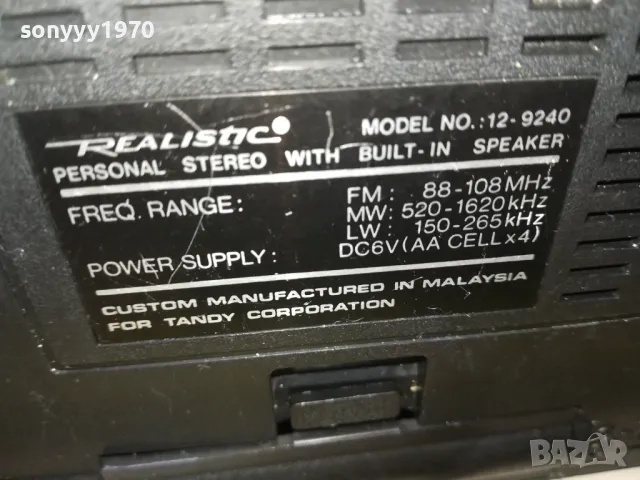 sonyyy1970
REALISTIC
MODEL NO.: 12-9240
PERSONAL STEREO WITH BUILT-IN SPEAKER
FREQ. RANGE: FM: 88-108MHz
MW: 520-1620kHz
LW: 150-265kHz
POWER SUPPLY: DC6V(AA CELL x 4)
CUSTOM MANUFACTURED IN MALAYSIA
FOR TANDY CORPORATION
BAZAR